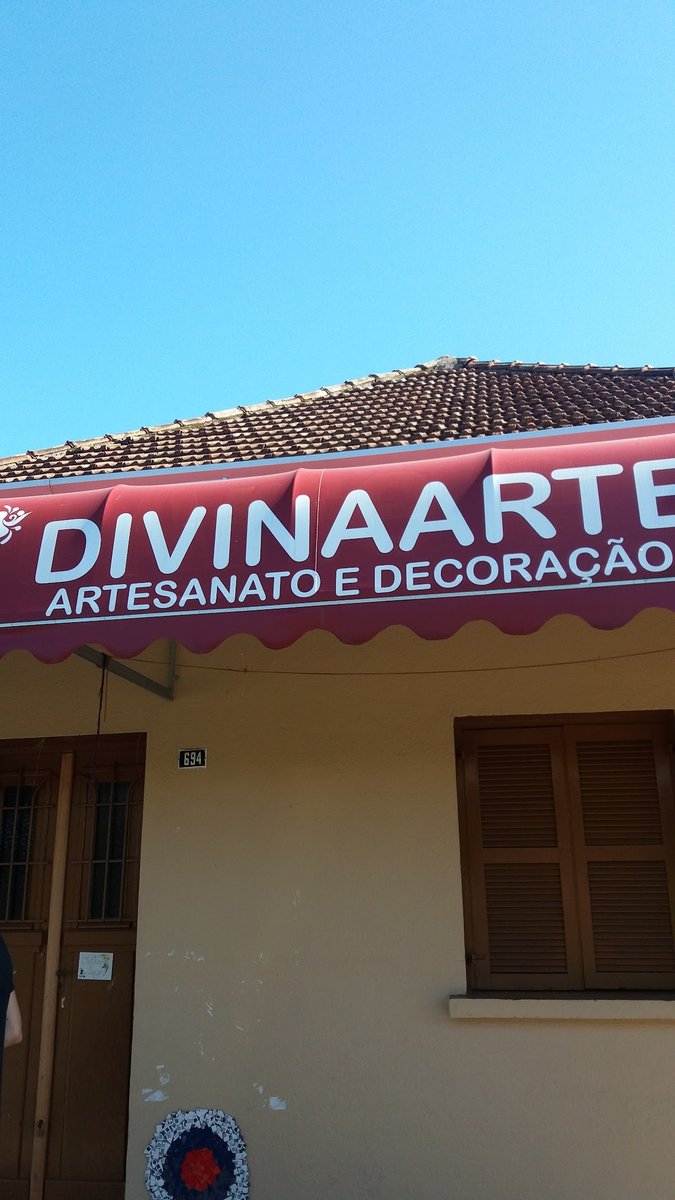 DIVINAARTE
ARTESANATO E DECORAÇÃO
694